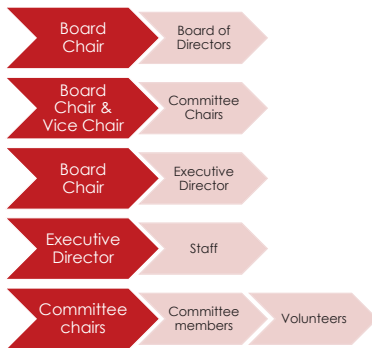 Board
Chair
Board of
Directors
Board
Chair &
Vice Chair
Committee
Chairs
Board
Chair
Executive
Director
Executive
Director
Staff
Committee
chairs
Committee
members
Volunteers